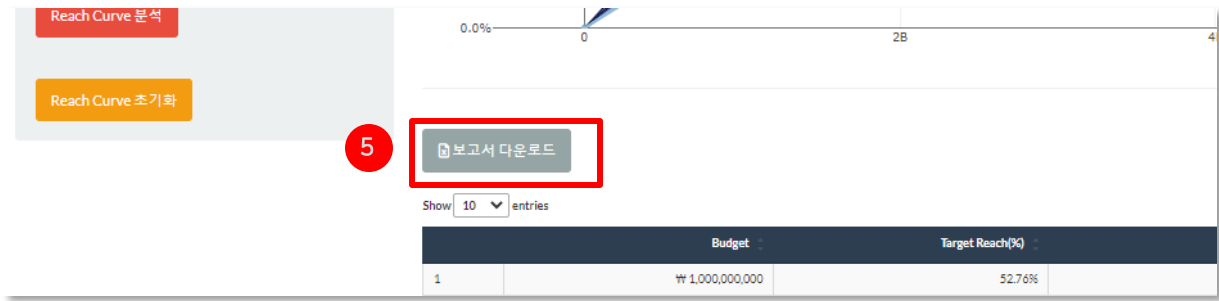 Reach Curve 분석
0.0%
0 2B
Reach Curve 초기화
5
보고서 다운로드
Show 10 entries
Budget Target Reach(%)
1 ₩ 1,000,000,000 52.76%